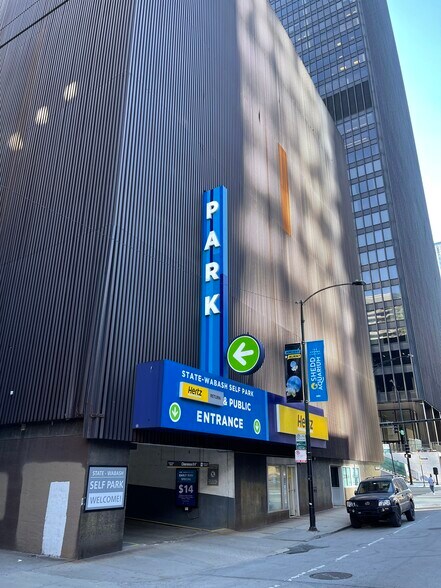 PARK
STATE-WABASH SELF PARK
Hertz
& PUBLIC
ENTRANCE
Hertz
SHEDD
AQUARIUM
STATE-WABASH
SELF PARK
WELCOME!
$14